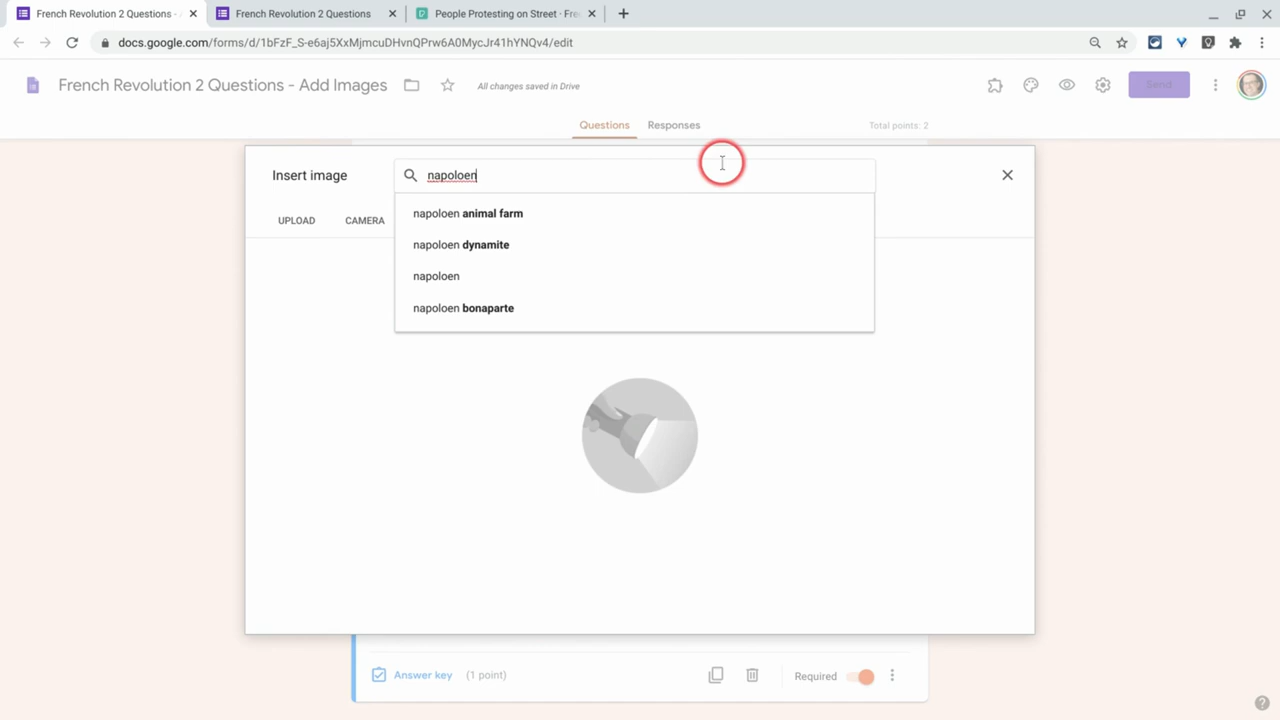 French Revolution 2 Questions -
French Revolution 2 Questions
People Protesting on Street · Fre
docs.google.com/forms/d/1bFzF_S-e6aj5XxMjmcuDHvnQPrw6A0MycJr41hYNQv4/edit
French Revolution 2 Questions - Add Images
All changes saved in Drive
Send
Questions
Responses
Total points: 2
Insert image
napoloen
UPLOAD
CAMERA
napoloen animal farm
napoloen dynamite
napoloen
napoloen bonaparte
Answer key
(1 point)
Required